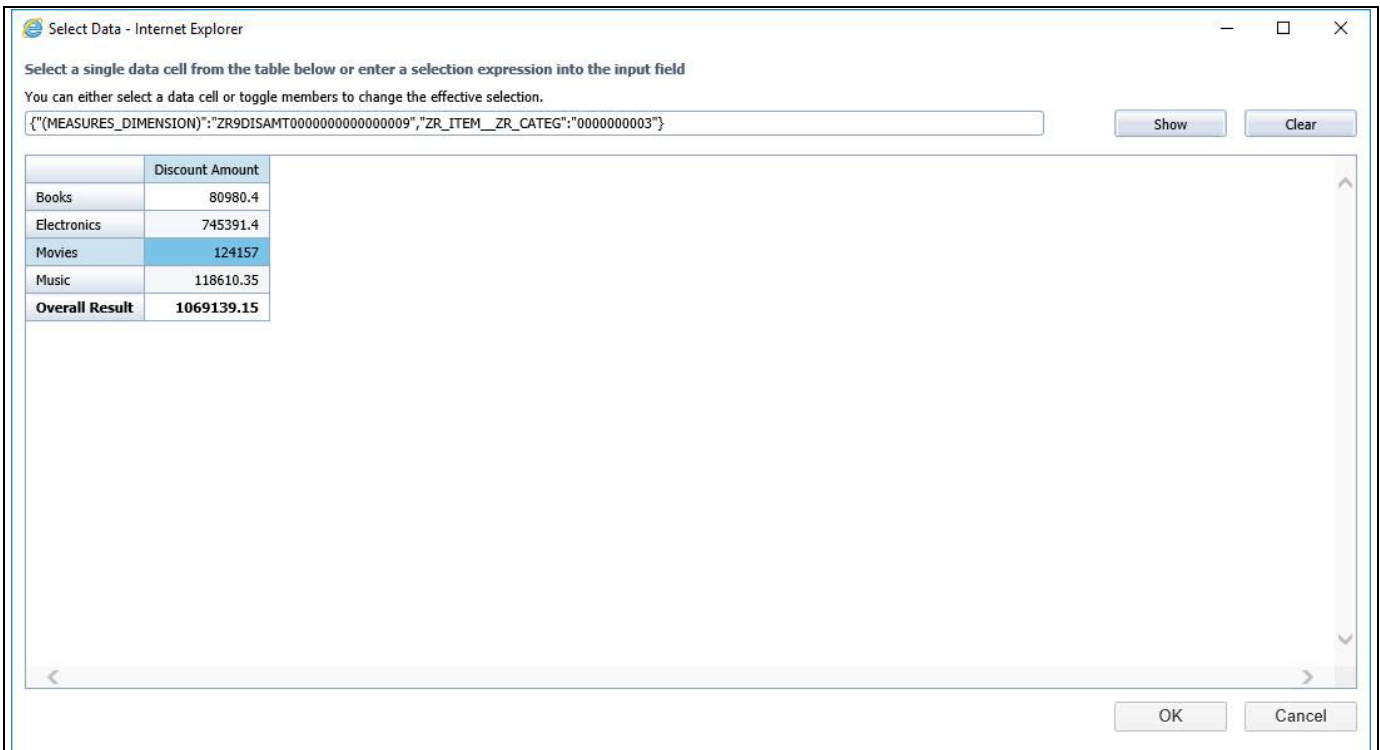 Select Data - Internet Explorer
Select a single data cell from the table below or enter a selection expression into the input field
You can either select a data cell or toggle members to change the effective selection.
{"(MEASURES_DIMENSION)":"ZR9DISAMT0000000000000009","ZR_ITEM__ZR_CATEG":"0000000003"} Show Clear
Discount Amount
Books 80980.4
Electronics 745391.4
Movies 124157
Music 118610.35
Overall Result 1069139.15
OK Cancel